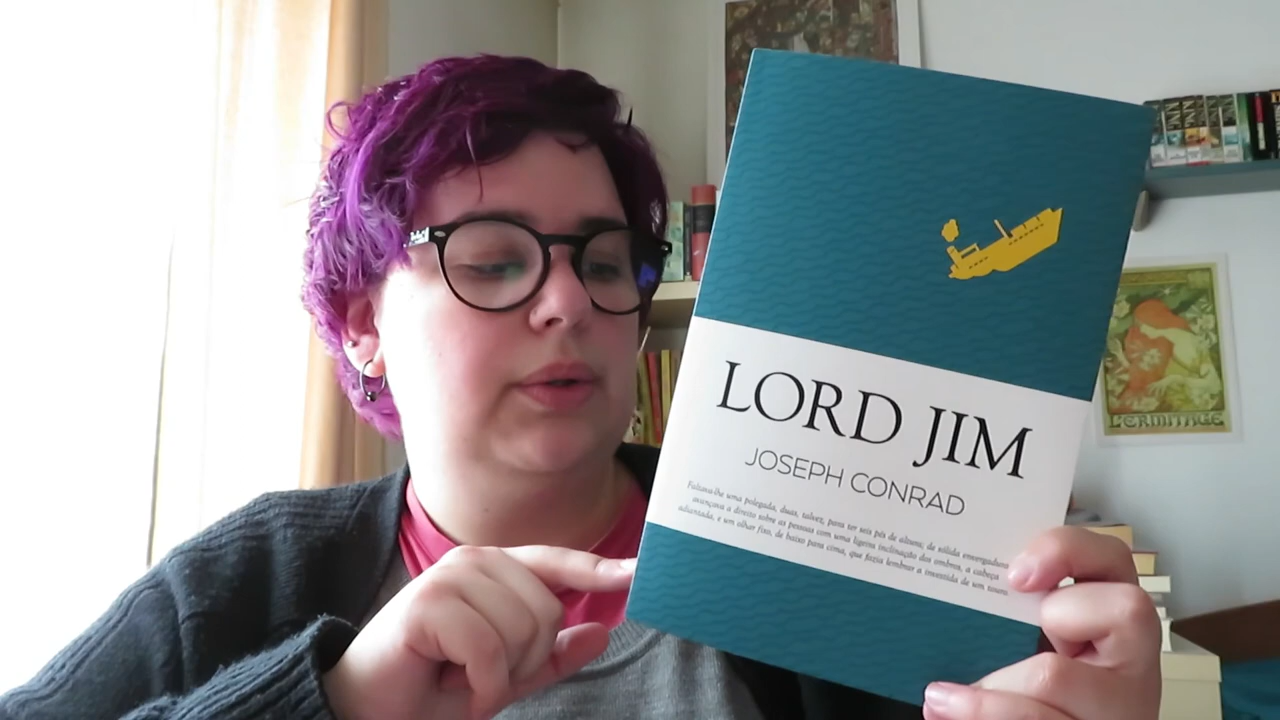 LORD JIM
JOSEPH CONRAD
Faltava-lhe uma polegada, duas, talvez, para ter seis pés de altura; de sólida envergadura
avançava a direito sobre as pessoas com uma ligeira inclinação dos ombros, a cabeça
adiantada, e um olhar fixo, de baixo para cima, que fazia lembrar a investida de um touro.
L'ERMITAGE